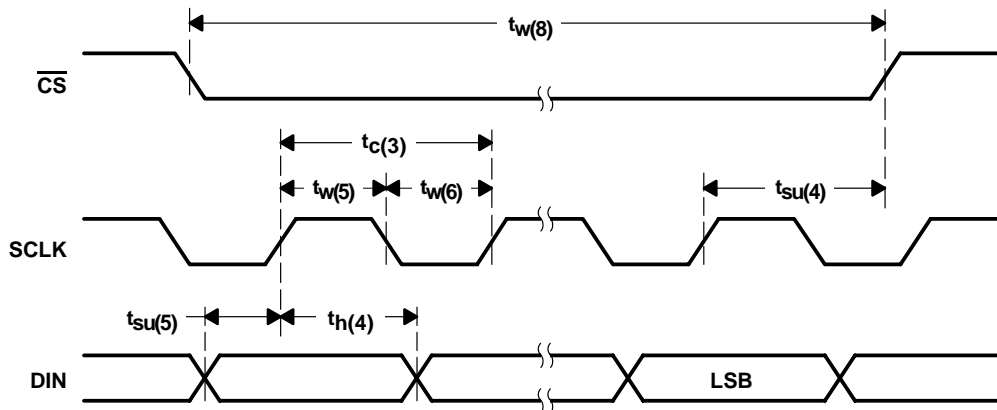 tw(8)
CS
tc(3)
tw(5)
tw(6)
tsu(4)
SCLK
tsu(5)
th(4)
DIN
LSB